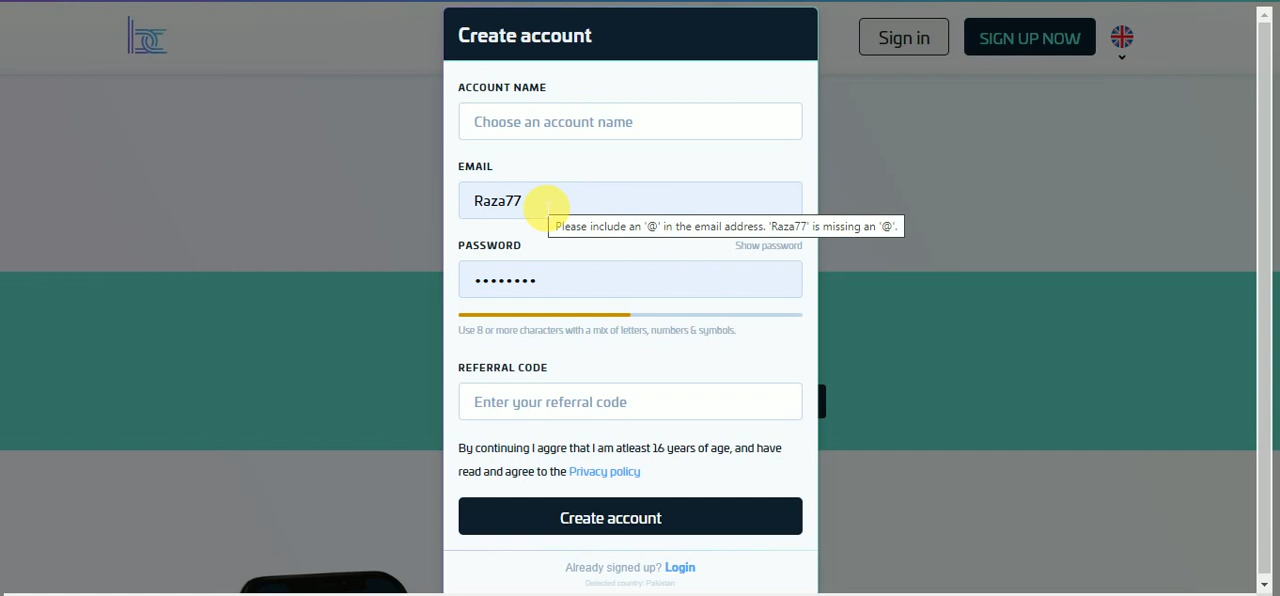 Create account
Sign in
SIGN UP NOW
ACCOUNT NAME
Choose an account name
EMAIL
Raza77
Please include an '@' in the email address. 'Raza77' is missing an '@'.
PASSWORD
Show password
••••••••
Use 8 or more characters with a mix of letters, numbers & symbols.
REFERRAL CODE
Enter your referral code
By continuing I aggre that I am atleast 16 years of age, and have
read and agree to the Privacy policy
Create account
Already signed up? Login
Detected country: Pakistan